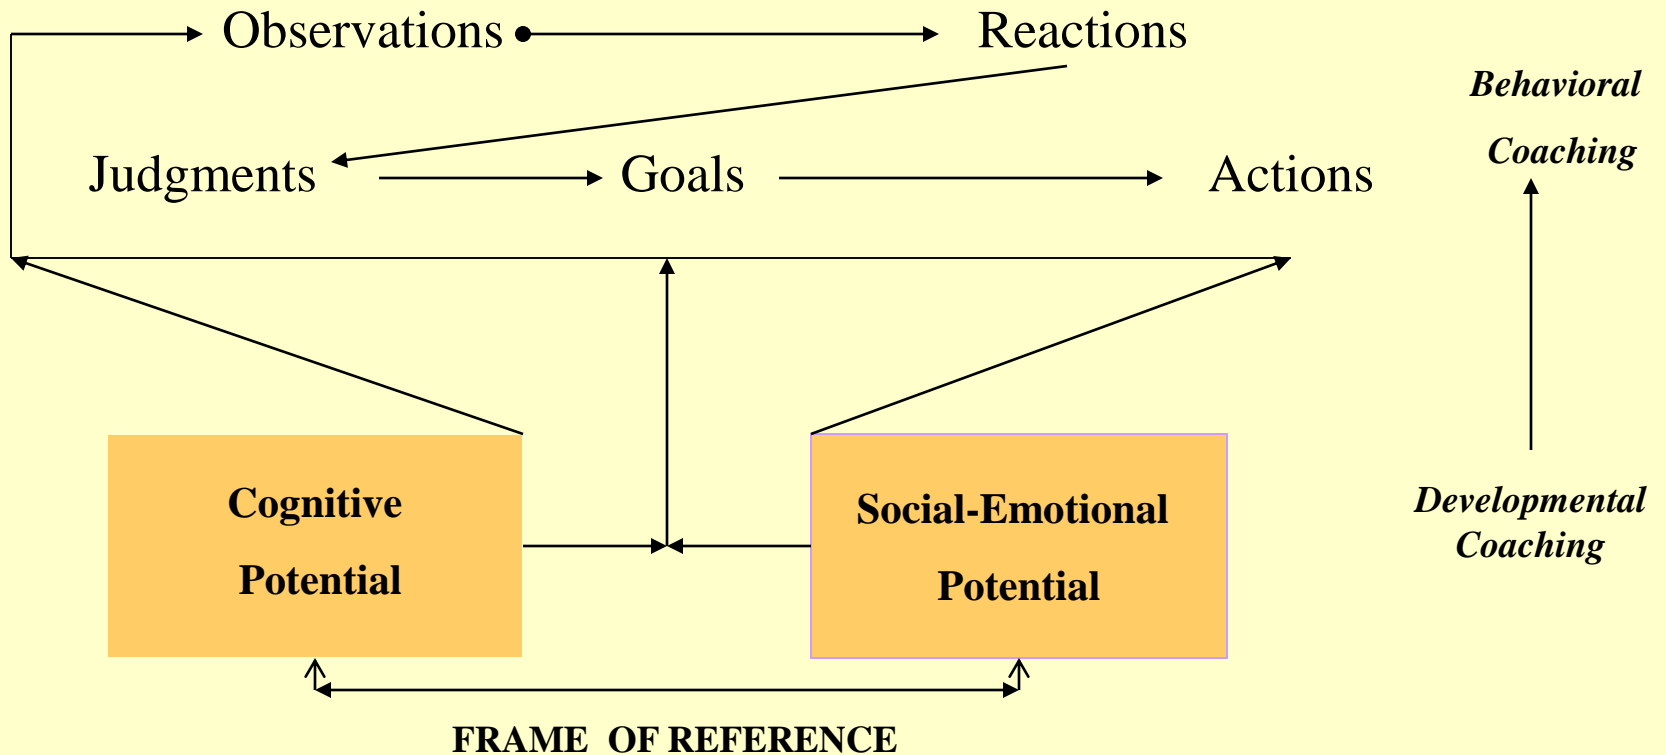 Observations
Reactions
Behavioral
Coaching
Judgments
Goals
Actions
Cognitive
Potential
Social-Emotional
Potential
Developmental
Coaching
FRAME OF REFERENCE